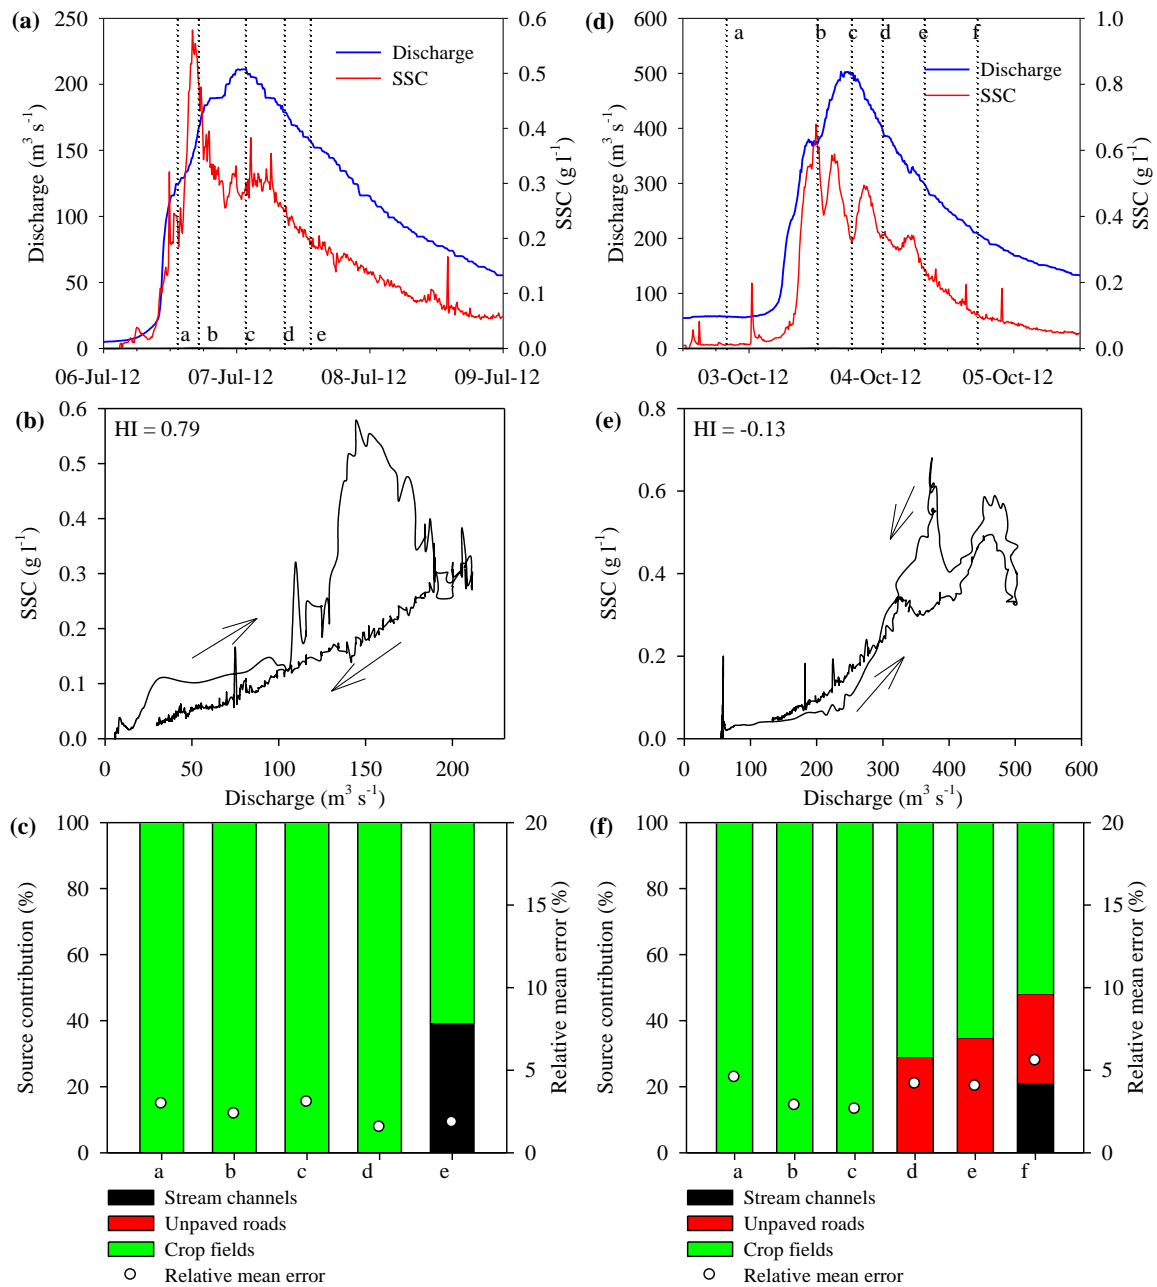 (a)
250
200
150
100
50
0
Discharge (m³ s⁻¹)
0.6
0.5
0.4
0.3
0.2
0.1
0.0
SSC (g l⁻¹)
Discharge
SSC
a b c d e
06-Jul-12 07-Jul-12 08-Jul-12 09-Jul-12
(d)
600
500
400
300
200
100
0
Discharge (m³ s⁻¹)
1.0
0.8
0.6
0.4
0.2
0.0
SSC (g l⁻¹)
a b c d e f
Discharge
SSC
03-Oct-12 04-Oct-12 05-Oct-12
(b)
HI = 0.79
0.6
0.5
0.4
0.3
0.2
0.1
0.0
SSC (g l⁻¹)
0 50 100 150 200
Discharge (m³ s⁻¹)
(e)
HI = -0.13
0.8
0.6
0.4
0.2
0.0
SSC (g l⁻¹)
0 100 200 300 400 500 600
Discharge (m³ s⁻¹)
(c)
100
80
60
40
20
0
Source contribution (%)
20
15
10
5
0
Relative mean error (%)
a b c d e
Stream channels
Unpaved roads
Crop fields
Relative mean error
(f)
100
80
60
40
20
0
Source contribution (%)
20
15
10
5
0
Relative mean error (%)
a b c d e f
Stream channels
Unpaved roads
Crop fields
Relative mean error